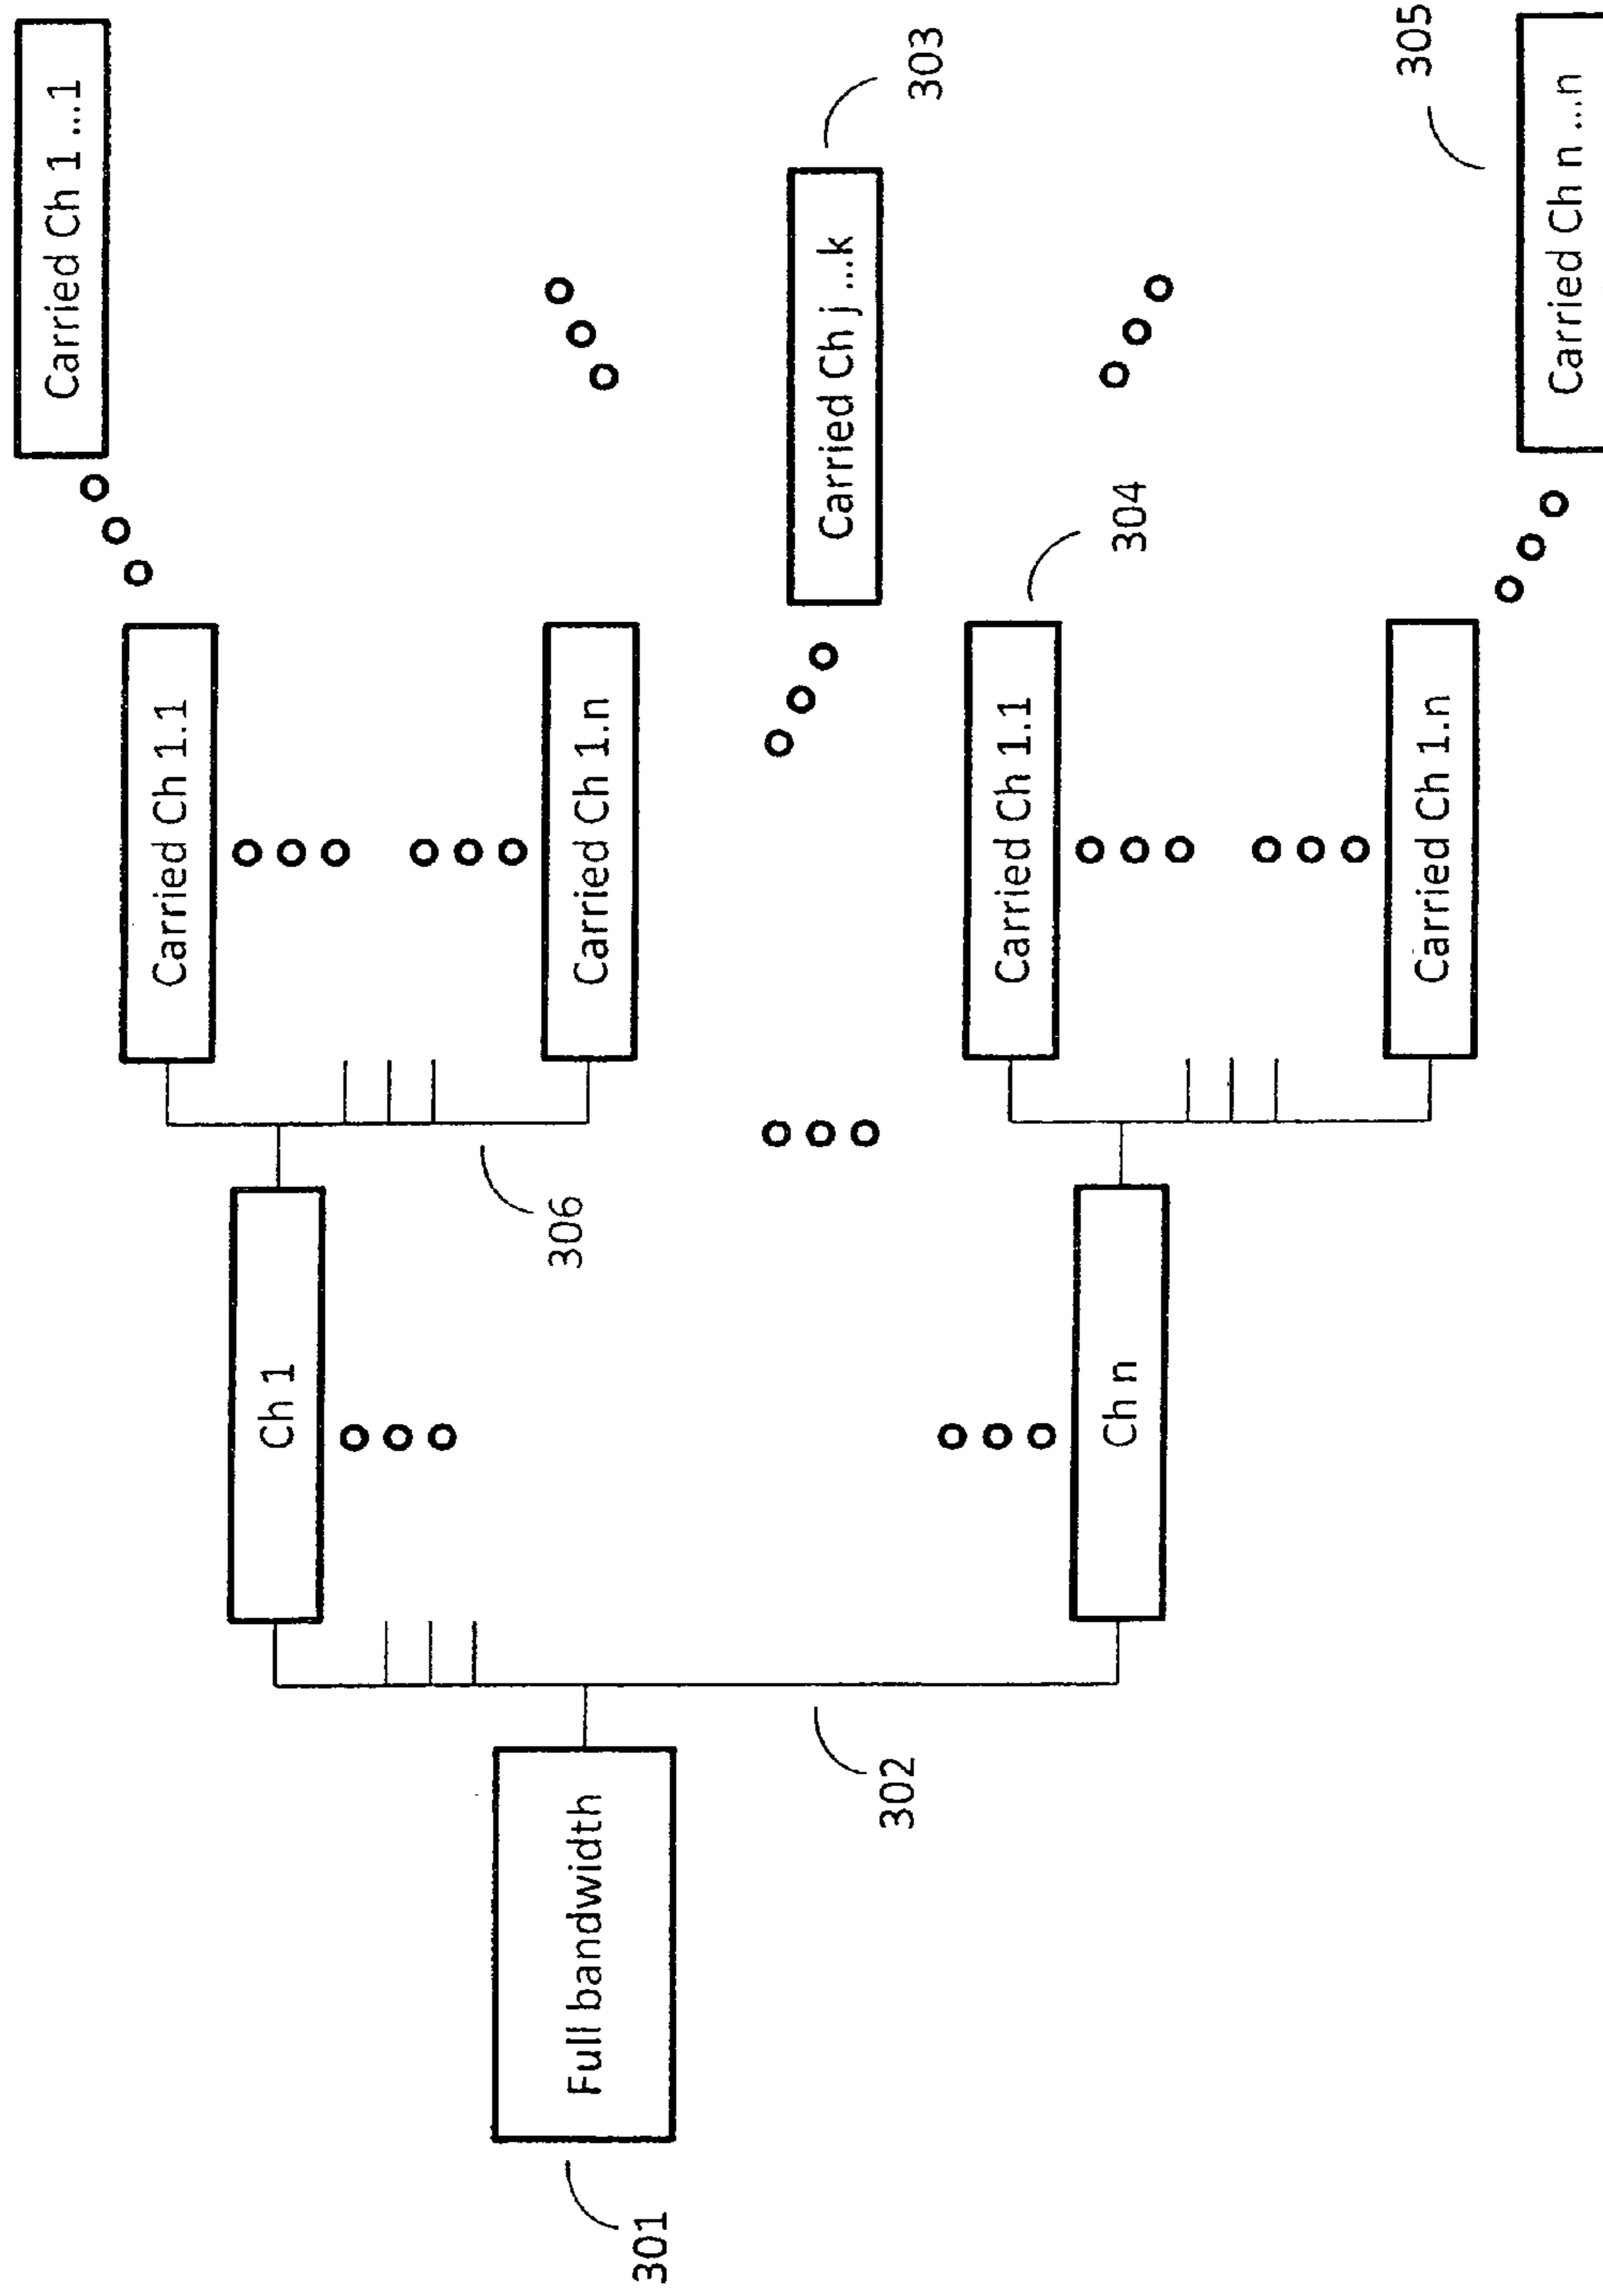 Full bandwidth
301
302
Ch 1
Ch n
306
Carried Ch 1.1
Carried Ch 1.n
Carried Ch 1.1
304
Carried Ch 1.n
Carried Ch 1 ...1
Carried Ch j ...k
303
Carried Ch n ...n
305